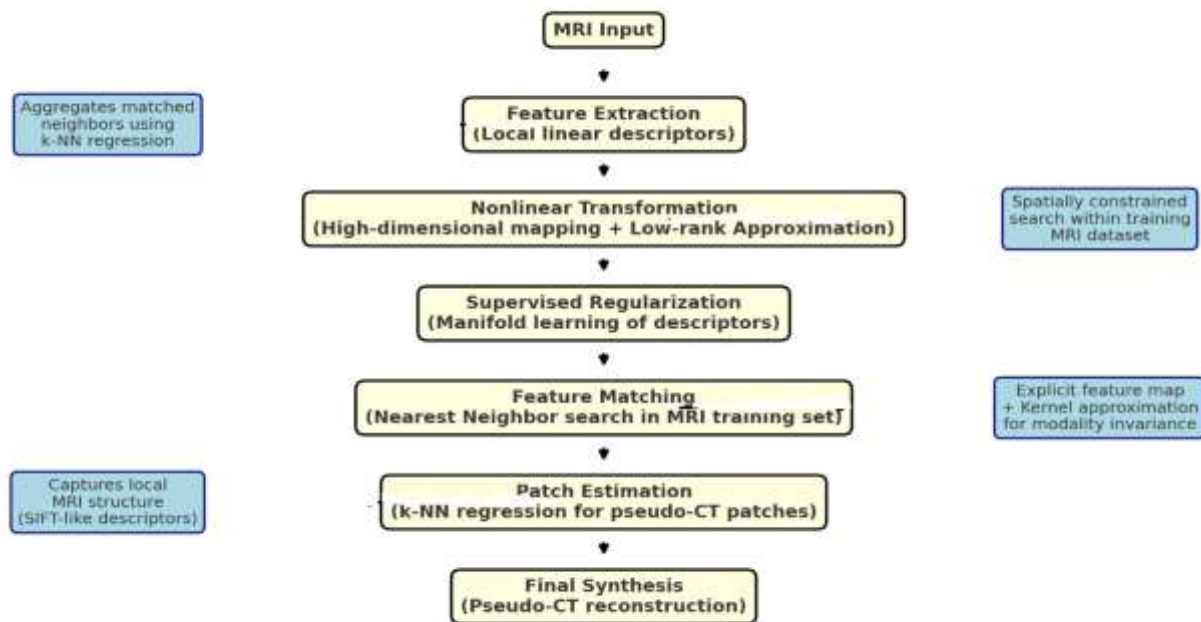 MRI Input
Aggregates matched
neighbors using
k-NN regression
Feature Extraction
(Local linear descriptors)
Nonlinear Transformation
(High-dimensional mapping + Low-rank Approximation)
Spatially constrained
search within training
MRI dataset
Supervised Regularization
(Manifold learning of descriptors)
Feature Matching
(Nearest Neighbor search in MRI training set)
Explicit feature map
+ Kernel approximation
for modality invariance
Captures local
MRI structure
(SIFT-like descriptors)
Patch Estimation
(k-NN regression for pseudo-CT patches)
Final Synthesis
(Pseudo-CT reconstruction)